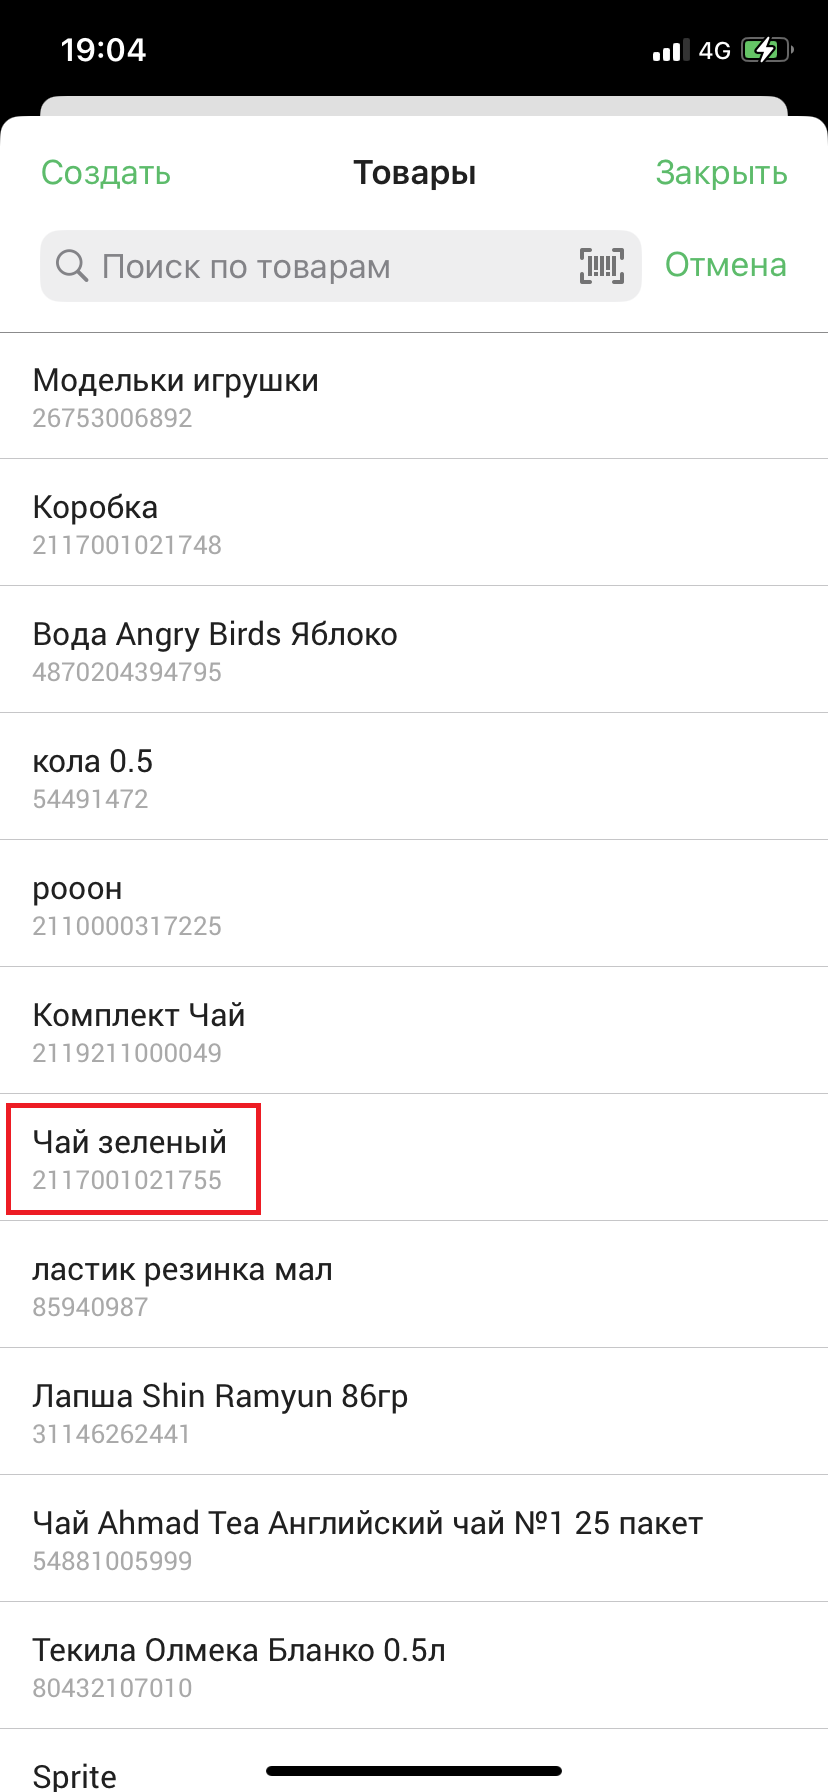 19:04
4G
Создать
Товары
Закрыть
Поиск по товарам
Отмена
Модельки игрушки
26753006892
Коробка
2117001021748
Вода Angry Birds Яблоко
4870204394795
кола 0.5
54491472
рооон
2110000317225
Комплект Чай
2119211000049
Чай зеленый
2117001021755
ластик резинка мал
85940987
Лапша Shin Ramyun 86гр
31146262441
Чай Ahmad Tea Английский чай №1 25 пакет
54881005999
Текила Олмека Бланко 0.5л
80432107010
Sprite